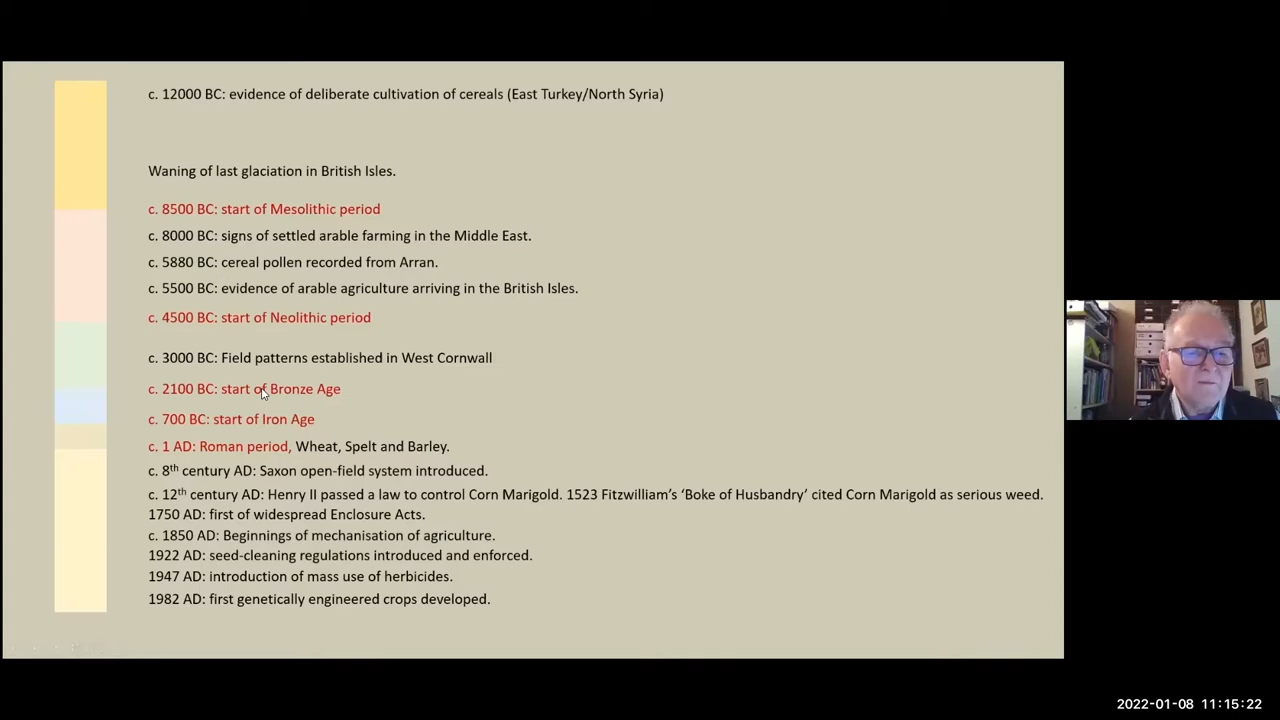 c. 12000 BC: evidence of deliberate cultivation of cereals (East Turkey/North Syria)
Waning of last glaciation in British Isles.
c. 8500 BC: start of Mesolithic period
c. 8000 BC: signs of settled arable farming in the Middle East.
c. 5880 BC: cereal pollen recorded from Arran.
c. 5500 BC: evidence of arable agriculture arriving in the British Isles.
c. 4500 BC: start of Neolithic period
c. 3000 BC: Field patterns established in West Cornwall
c. 2100 BC: start of Bronze Age
c. 700 BC: start of Iron Age
c. 1 AD: Roman period, Wheat, Spelt and Barley.
c. 8th century AD: Saxon open-field system introduced.
c. 12th century AD: Henry II passed a law to control Corn Marigold. 1523 Fitzwilliam's 'Boke of Husbandry' cited Corn Marigold as serious weed.
1750 AD: first of widespread Enclosure Acts.
c. 1850 AD: Beginnings of mechanisation of agriculture.
1922 AD: seed-cleaning regulations introduced and enforced.
1947 AD: introduction of mass use of herbicides.
1982 AD: first genetically engineered crops developed.
2022-01-08 11:15:22